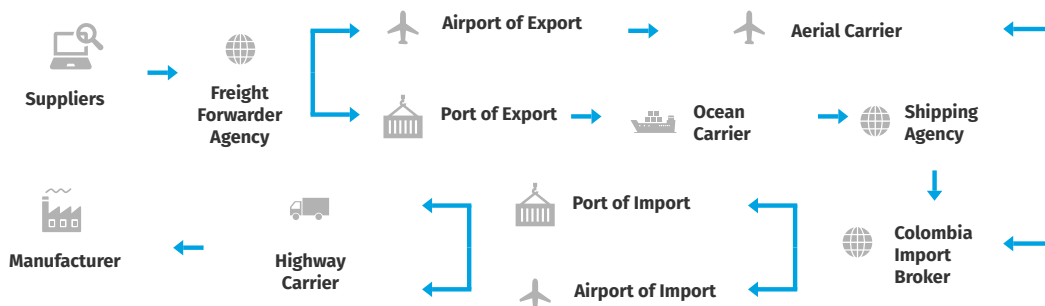 Airport of Export
Aerial Carrier
Suppliers
Freight
Forwarder
Agency
Port of Export
Ocean
Carrier
Shipping
Agency
Manufacturer
Highway
Carrier
Port of Import
Airport of Import
Colombia
Import
Broker